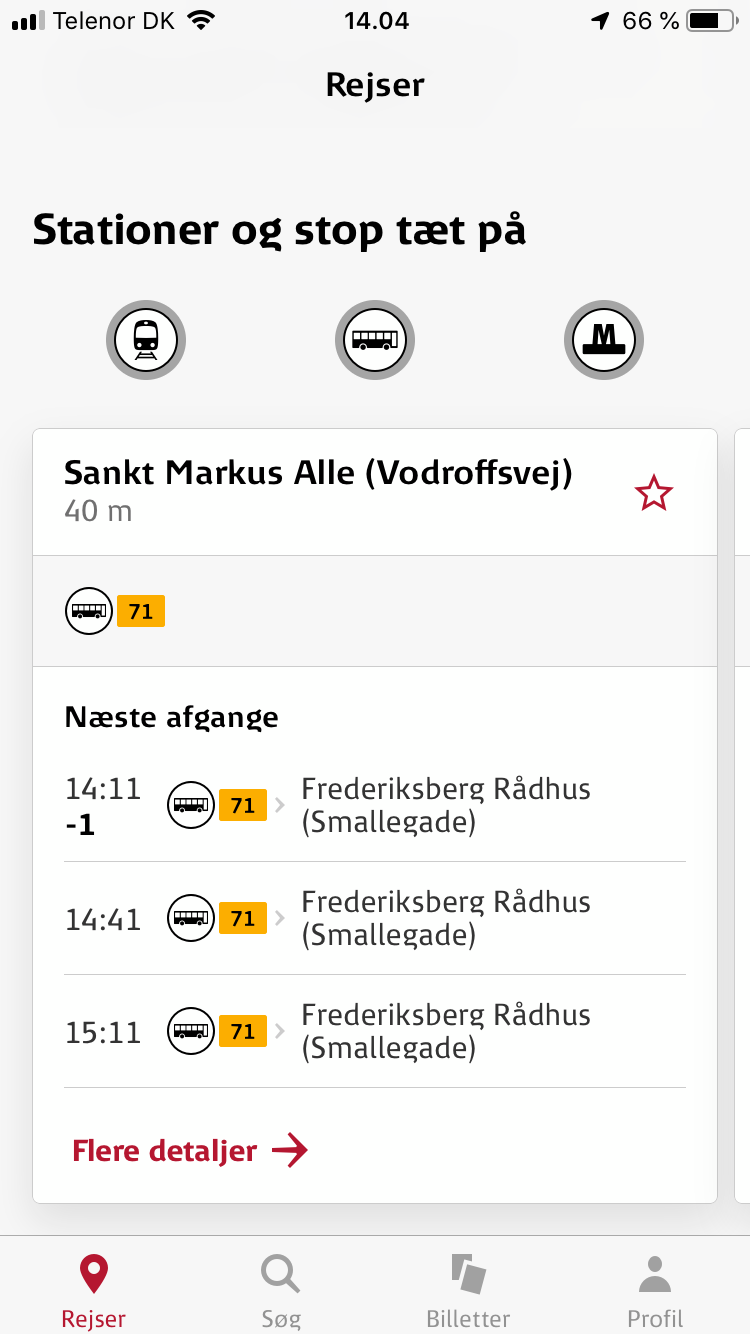 Telenor DK 14.04 66 %
Rejser
Stationer og stop tæt på
M
Sankt Markus Alle (Vodroffsvej)
40 m
71
Næste afgange
14:11 71 Frederiksberg Rådhus
-1 (Smallegade)
14:41 71 Frederiksberg Rådhus
(Smallegade)
15:11 71 Frederiksberg Rådhus
(Smallegade)
Flere detaljer
Rejser Søg Billetter Profil